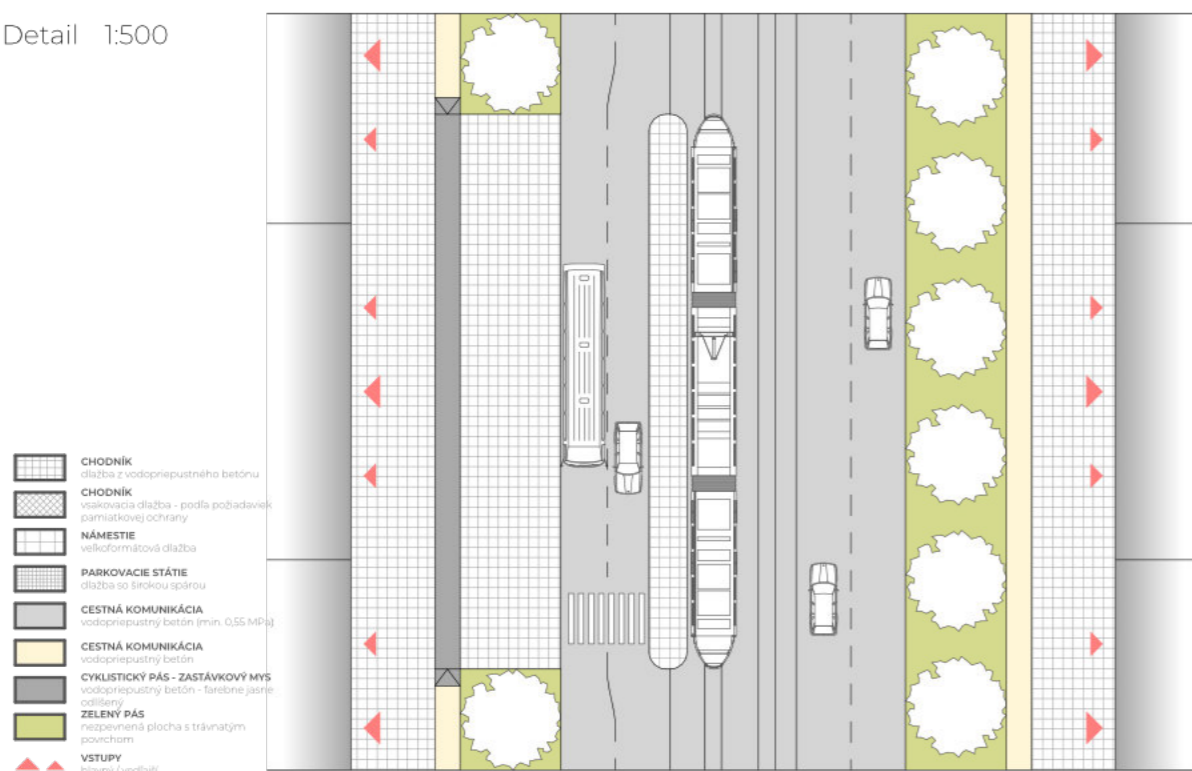 Detail 1:500
CHODNÍK
dlažba z vodopriepustného betónu
CHODNÍK
vsakovacia dlažba - podľa požiadaviek
pamiatkovej ochrany
NÁMESTIE
veľkoformátová dlažba
PARKOVACIE STÁTIE
dlažba so širokou spárou
CESTNÁ KOMUNIKÁCIA
vodopriepustný betón (min. 0,55 MPa)
CESTNÁ KOMUNIKÁCIA
vodopriepustný betón
CYKLISTICKÝ PÁS - ZASTÁVKOVÝ MYS
vodopriepustný betón - farebne jasne
odlíšený
ZELENÝ PÁS
nezpevnená plocha s trávnatým
povrchom
VSTUPY